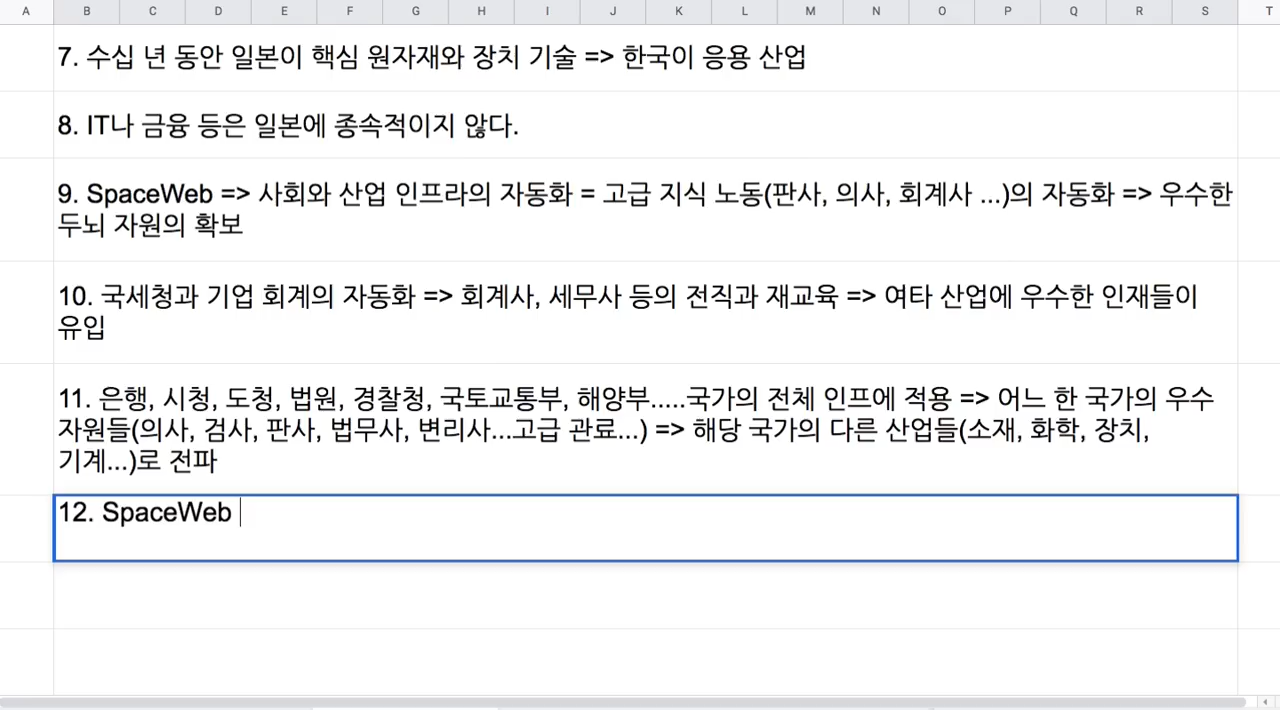 A B C D E F G H I J K L M N O P Q R S T
7. 수십 년 동안 일본이 핵심 원자재와 장치 기술 => 한국이 응용 산업
8. IT나 금융 등은 일본에 종속적이지 않다.
9. SpaceWeb => 사회와 산업 인프라의 자동화 = 고급 지식 노동(판사, 의사, 회계사 ...)의 자동화 => 우수한
두뇌 자원의 확보
10. 국세청과 기업 회계의 자동화 => 회계사, 세무사 등의 전직과 재교육 => 여타 산업에 우수한 인재들이
유입
11. 은행, 시청, 도청, 법원, 경찰청, 국토교통부, 해양부.....국가의 전체 인프에 적용 => 어느 한 국가의 우수
자원들(의사, 검사, 판사, 법무사, 변리사...고급 관료...) => 해당 국가의 다른 산업들(소재, 화학, 장치,
기계...)로 전파
12. SpaceWeb